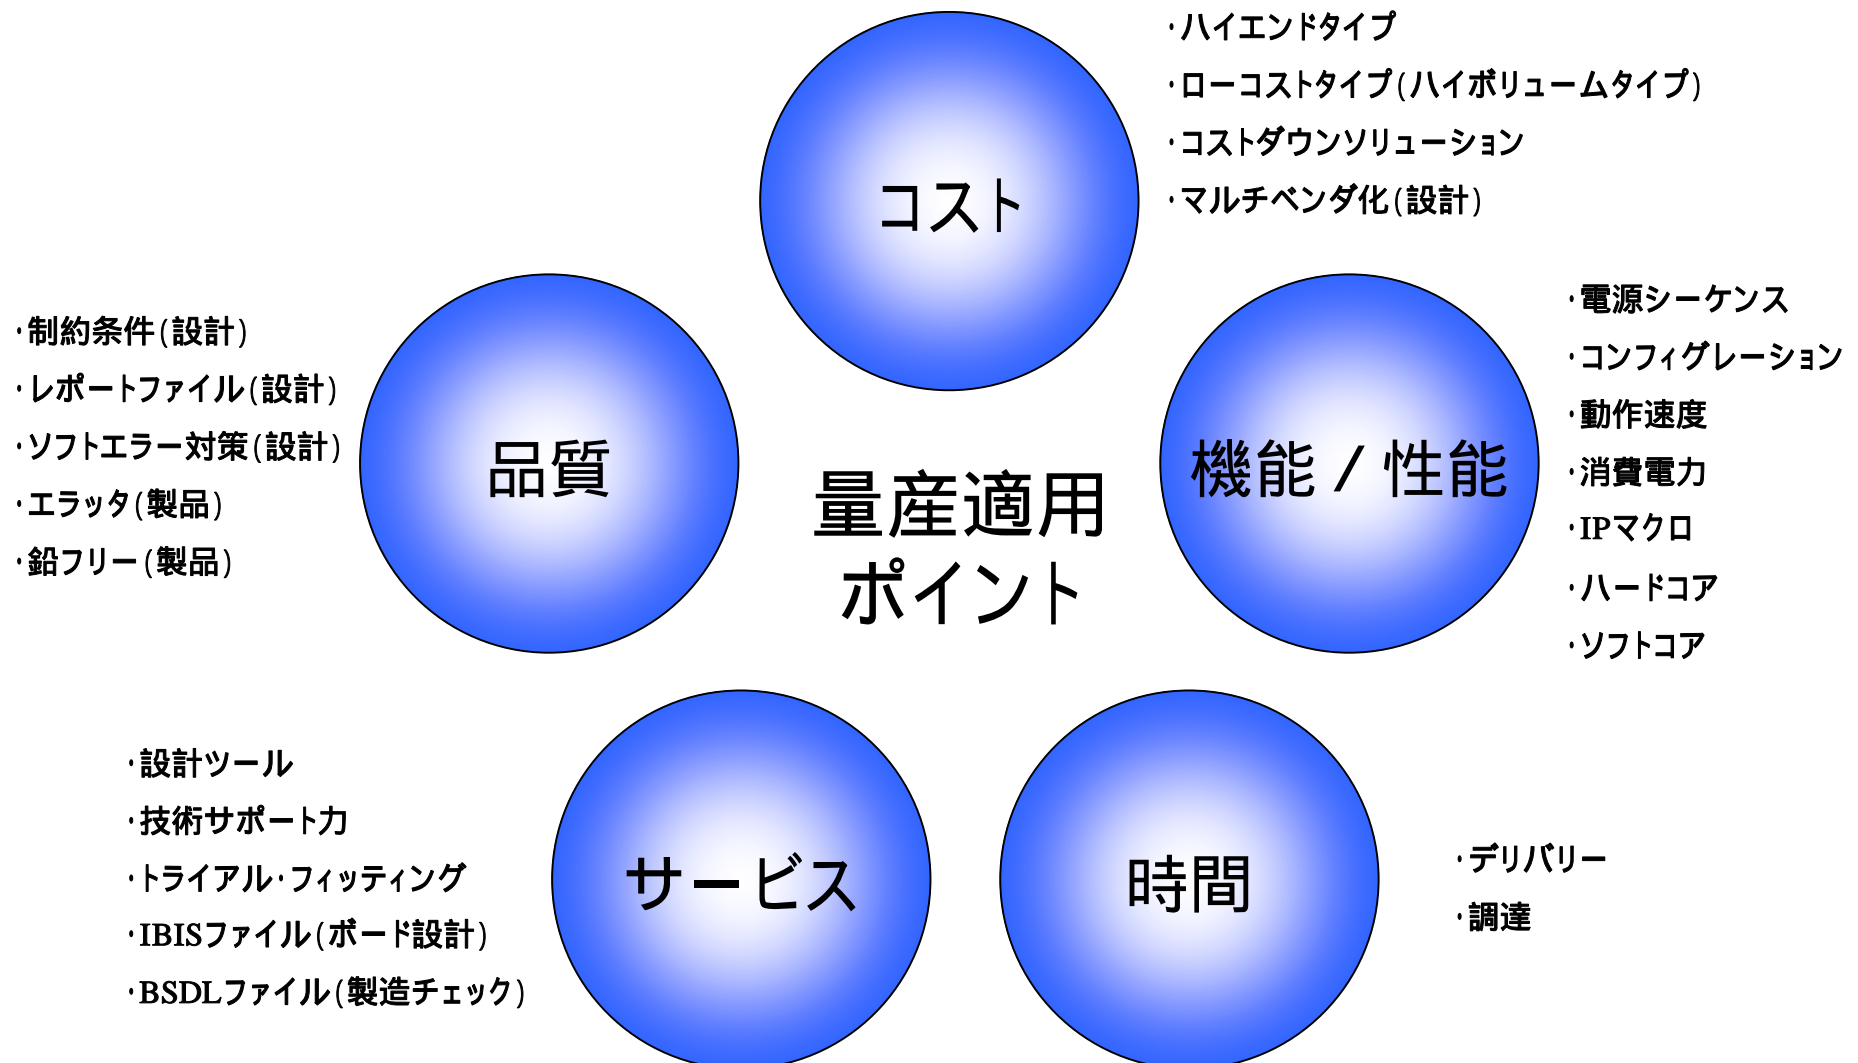 コスト
・ハイエンドタイプ
・ローコストタイプ(ハイボリュームタイプ)
・コストダウンソリューション
・マルチベンダ化(設計)
品質
・制約条件(設計)
・レポートファイル(設計)
・ソフトエラー対策(設計)
・エラッタ(製品)
・鉛フリー(製品)
量産適用
ポイント
機能/性能
・電源シーケンス
・コンフィグレーション
・動作速度
・消費電力
・IPマクロ
・ハードコア
・ソフトコア
サービス
・設計ツール
・技術サポート力
・トライアル・フィッティング
・IBISファイル(ボード設計)
・BSDLファイル(製造チェック)
時間
・デリバリー
・調達